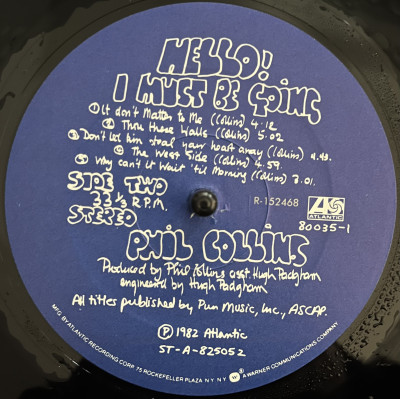 HELLO!
I MUST BE GOING
① It don't Matter to Me (Collins) 4.12
② Thru these Walls (Collins) 5.02
③ Don't let him steal your heart away (Collins) 4.43.
④ The West Side (Collins) 4.59.
⑤ Why can't it Wait 'til Morning (Collins) 3.01.
SIDE TWO
33 1/3 R.P.M.
STEREO
R-152468
ATLANTIC
80035-1
PHIL COLLINS
Produced by Phil Collins asst. Hugh Padgham
engineered by Hugh Padgham
All titles published by Pun Music, Inc., ASCAP.
Ⓟ 1982 Atlantic
ST-A-825052
MFG. BY ATLANTIC RECORDING CORP. 75 ROCKEFELLER PLAZA N.Y. N.Y. Ⓦ A WARNER COMMUNICATIONS COMPANY